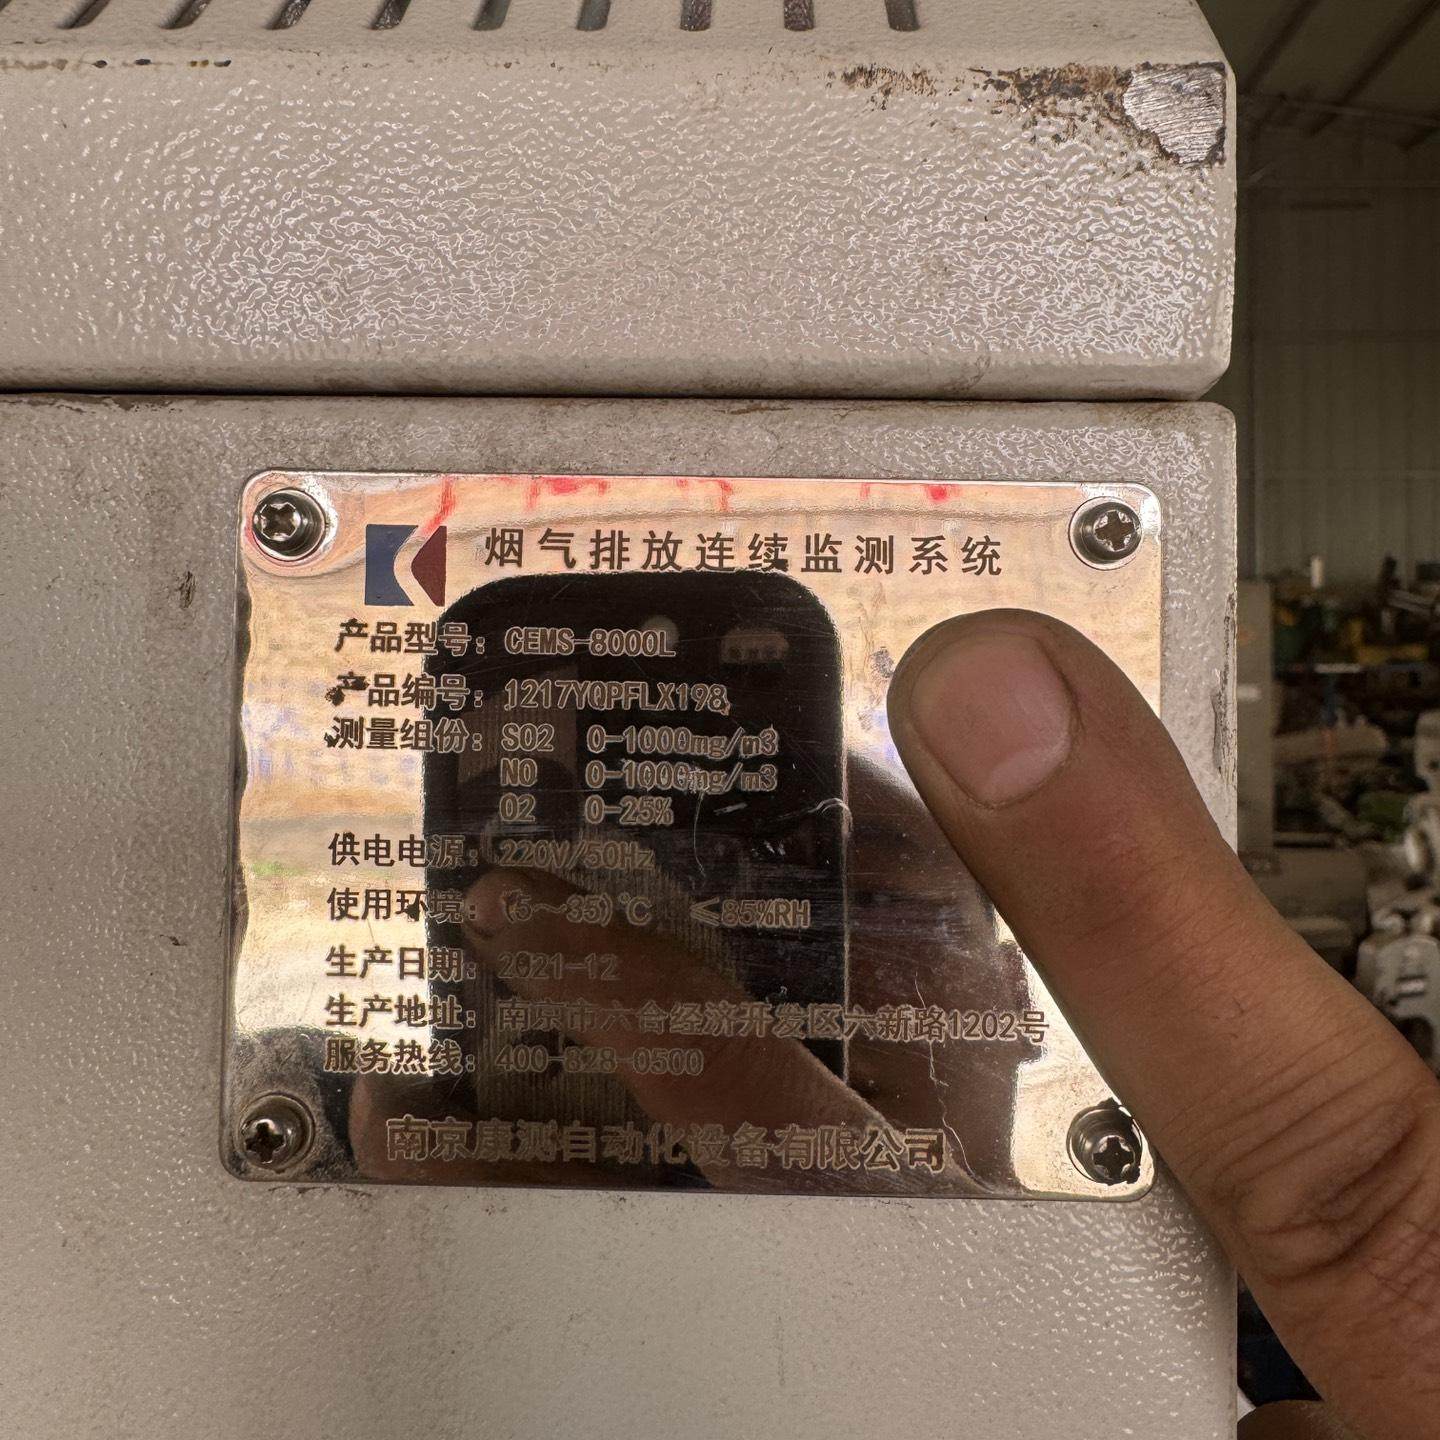 烟气排放连续监测系统
产品型号：CEMS-8000L
产品编号：1217YQPFLX198
测量组份：SO2 0-1000mg/m3
NO 0-1000mg/m3
O2 0-25%
供电电源：220V/50Hz
使用环境：(5～35)℃ ≤85%RH
生产日期：2021-12
生产地址：南京市六合经济开发区六新路1202号
服务热线：400-828-0500
南京康测自动化设备有限公司